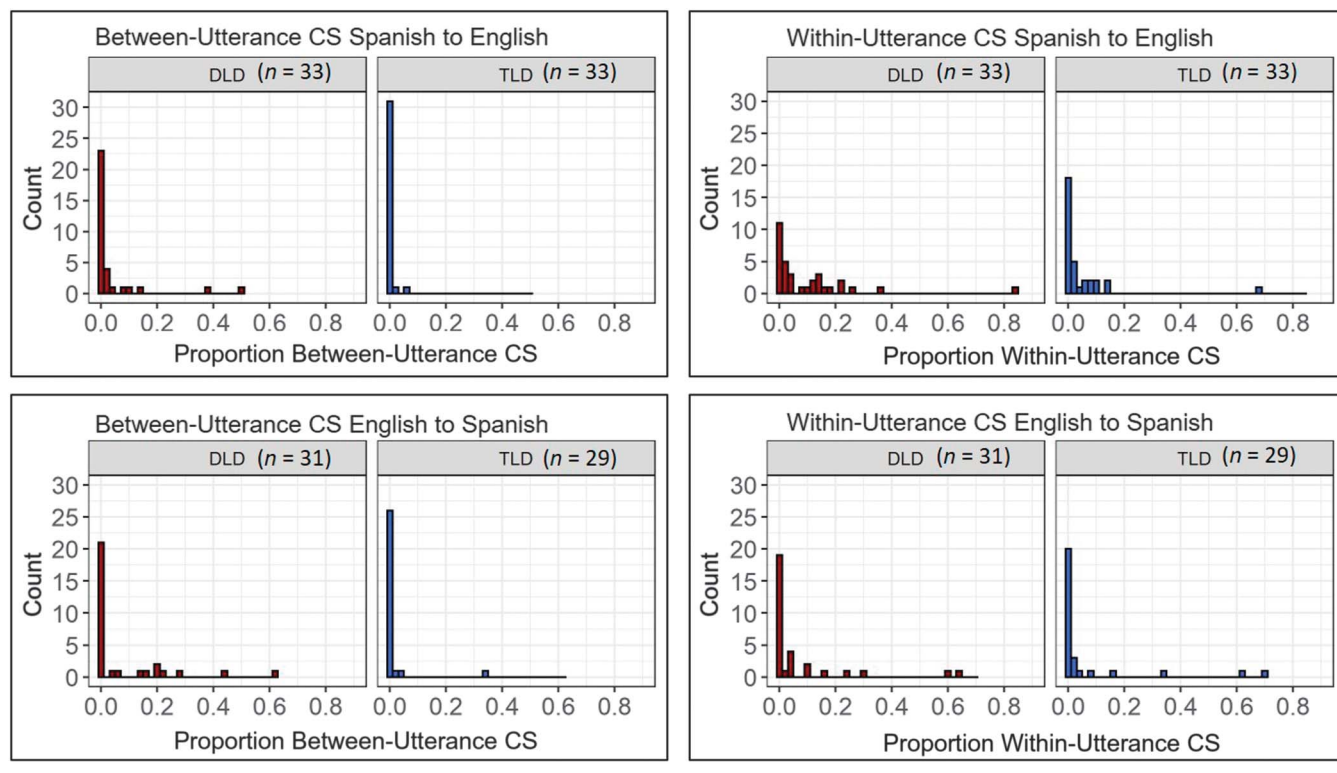 Between-Utterance CS Spanish to English
DLD (n = 33) TLD (n = 33)
30
25
20
15
10
5
0
Count
0.0 0.2 0.4 0.6 0.8 0.0 0.2 0.4 0.6 0.8
Proportion Between-Utterance CS
Within-Utterance CS Spanish to English
DLD (n = 33) TLD (n = 33)
30
25
20
15
10
5
0
Count
0.0 0.2 0.4 0.6 0.8 0.0 0.2 0.4 0.6 0.8
Proportion Within-Utterance CS
Between-Utterance CS English to Spanish
DLD (n = 31) TLD (n = 29)
30
25
20
15
10
5
0
Count
0.0 0.2 0.4 0.6 0.8 0.0 0.2 0.4 0.6 0.8
Proportion Between-Utterance CS
Within-Utterance CS English to Spanish
DLD (n = 31) TLD (n = 29)
30
25
20
15
10
5
0
Count
0.0 0.2 0.4 0.6 0.8 0.0 0.2 0.4 0.6 0.8
Proportion Within-Utterance CS